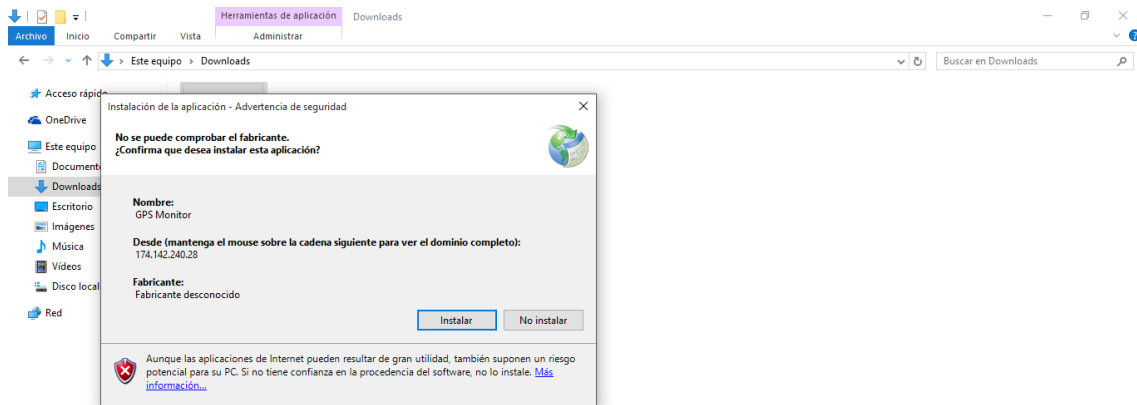 Herramientas de aplicación Downloads
Archivo Inicio Compartir Vista Administrar
Este equipo > Downloads Buscar en Downloads
Acceso rápido
OneDrive
Este equipo
Document
Downloads
Escritorio
Imágenes
Música
Vídeos
Disco local
Red
Instalación de la aplicación - Advertencia de seguridad
No se puede comprobar el fabricante.
¿Confirma que desea instalar esta aplicación?
Nombre:
GPS Monitor
Desde (mantenga el mouse sobre la cadena siguiente para ver el dominio completo):
174.142.240.28
Fabricante:
Fabricante desconocido
Instalar No instalar
Aunque las aplicaciones de Internet pueden resultar de gran utilidad, también suponen un riesgo
potencial para su PC. Si no tiene confianza en la procedencia del software, no lo instale. Más
información...